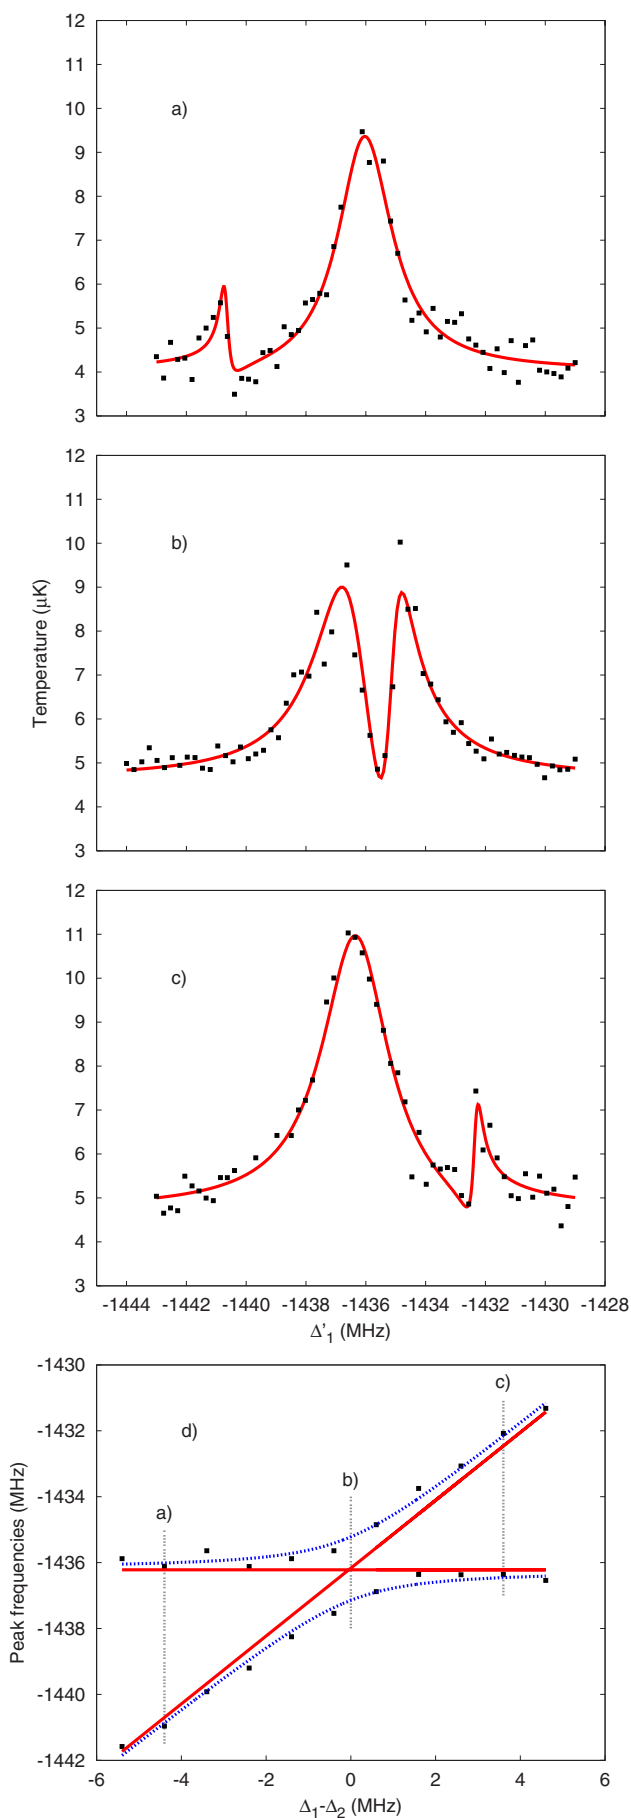 12
11
10
9
8
7
6
5
4
3
a)
12
11
10
9
8
7
6
5
4
3
b)
Temperature (μK)
12
11
10
9
8
7
6
5
4
3
c)
-1444 -1442 -1440 -1438 -1436 -1434 -1432 -1430 -1428
Δ'1 (MHz)
-1430
-1432
-1434
-1436
-1438
-1440
-1442
Peak frequencies (MHz)
d)
c)
b)
a)
-6 -4 -2 0 2 4 6
Δ1-Δ2 (MHz)